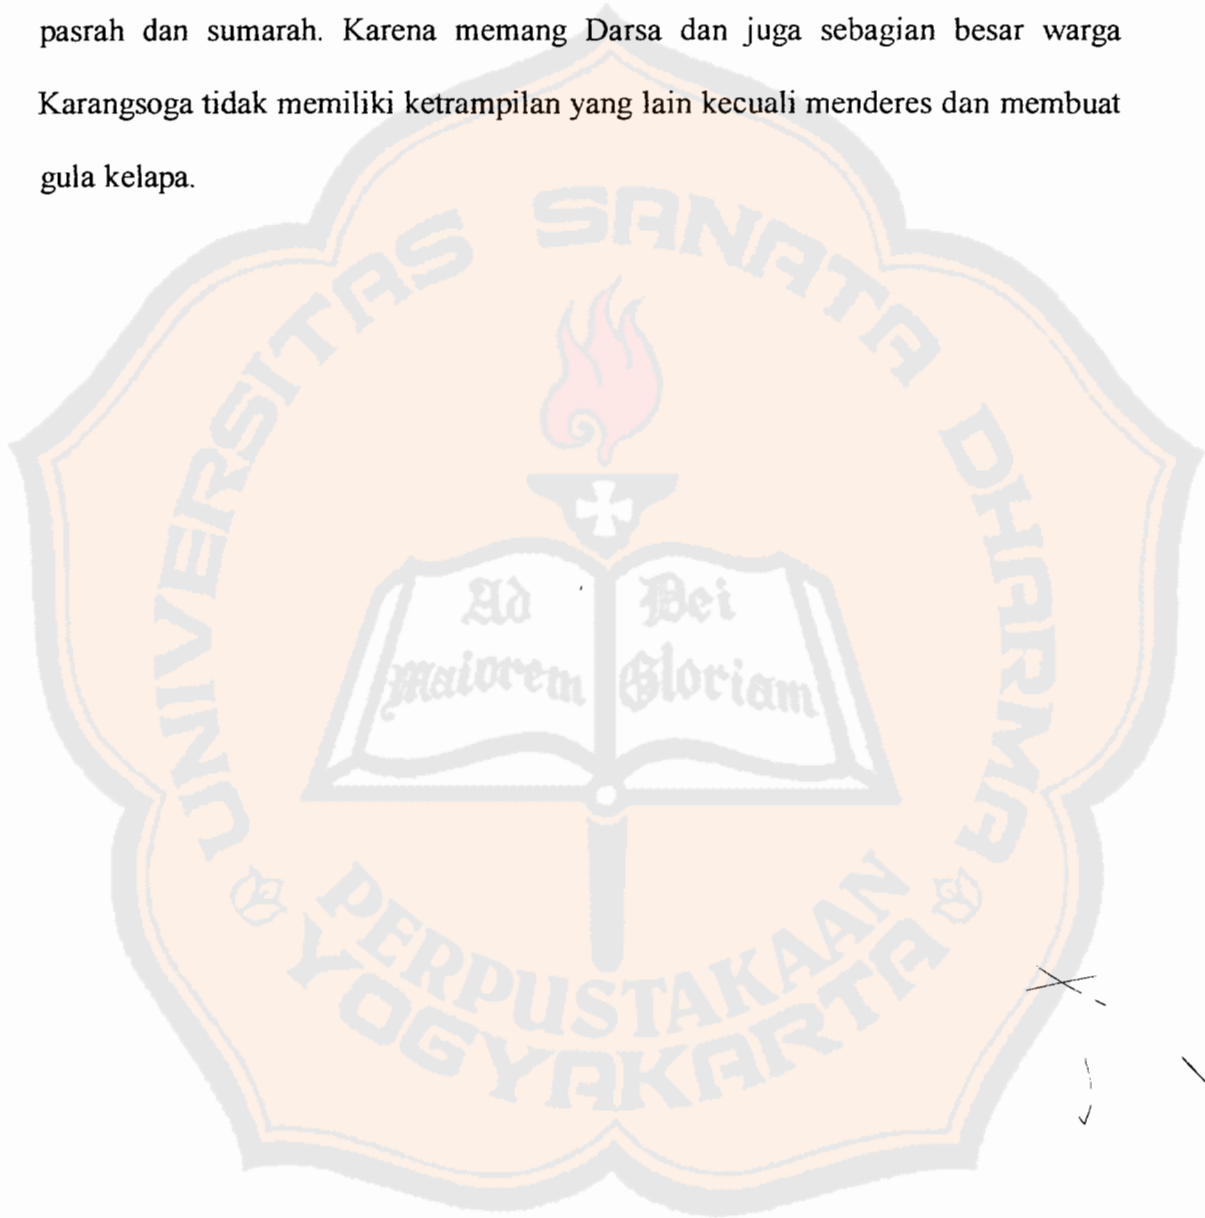 pasrah dan sumarah. Karena memang Darsa dan juga sebagian besar warga
Karangsoga tidak memiliki ketrampilan yang lain kecuali menderes dan membuat
gula kelapa.
UNIVERSITAS SANATA DHARMA
Ad Dei
maiorem Gloriam
PERPUSTAKAAN
YOGYAKARTA